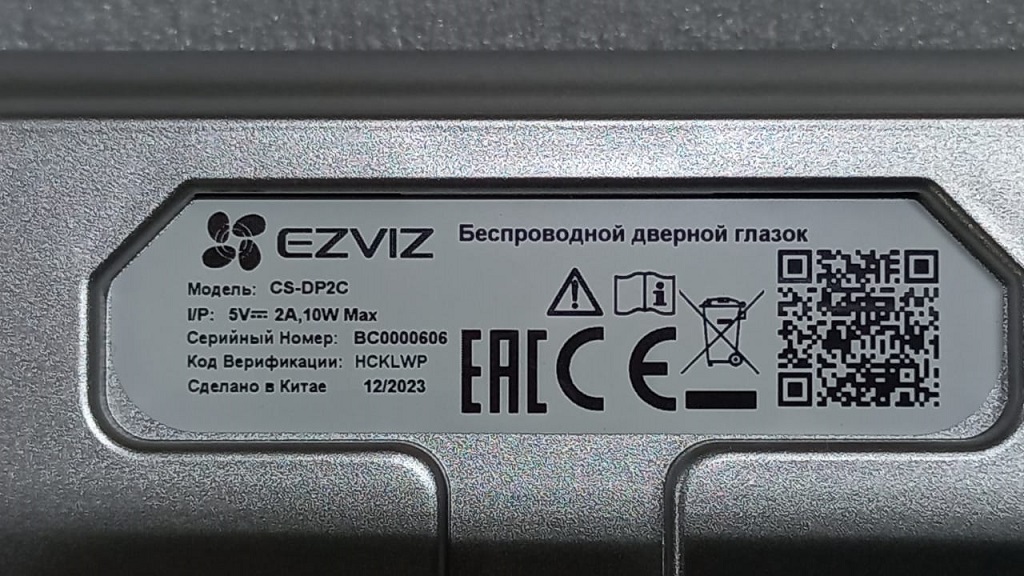 EZVIZ
Беспроводной дверной глазок
Модель: CS-DP2C
I/P: 5V⎓ 2A,10W Max
Серийный Номер: BC0000606
Код Верификации: HCKLWP
Сделано в Китае 12/2023
EAC CE